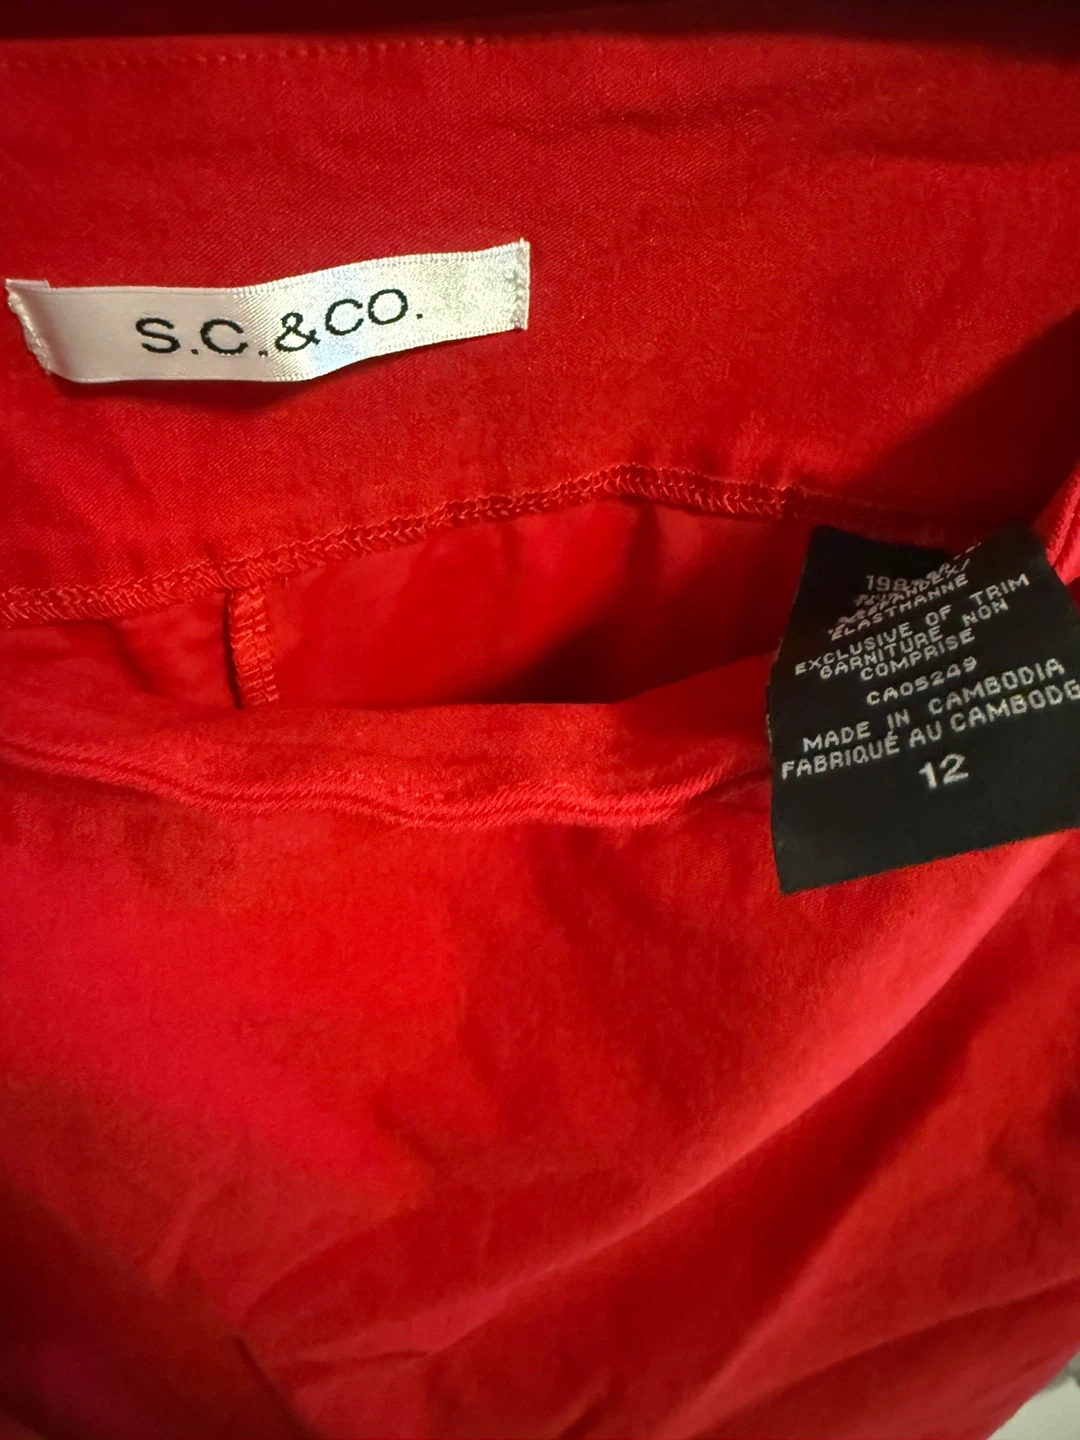 S.C.&CO.
ELASTHANNE
EXCLUSIVE OF TRIM
GARNITURE NON
COMPRISE
CA05249
MADE IN CAMBODIA
FABRIQUÉ AU CAMBODG
12